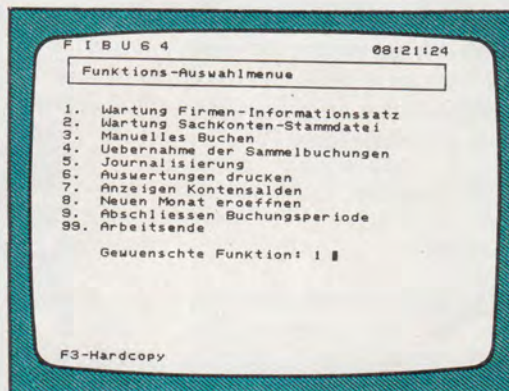 F I B U 6 4 08:21:24
Funktions-Auswahlmenue
1. Wartung Firmen-Informationssatz
2. Wartung SachKonten-Stammdatei
3. Manuelles Buchen
4. Uebernahme der Sammelbuchungen
5. Journalisierung
6. Auswertungen drucken
7. Anzeigen Kontensalden
8. Neuen Monat eroeffnen
9. Abschliessen Buchungsperiode
99. Arbeitsende
Gewuenschte Funktion: 1
F3-Hardcopy